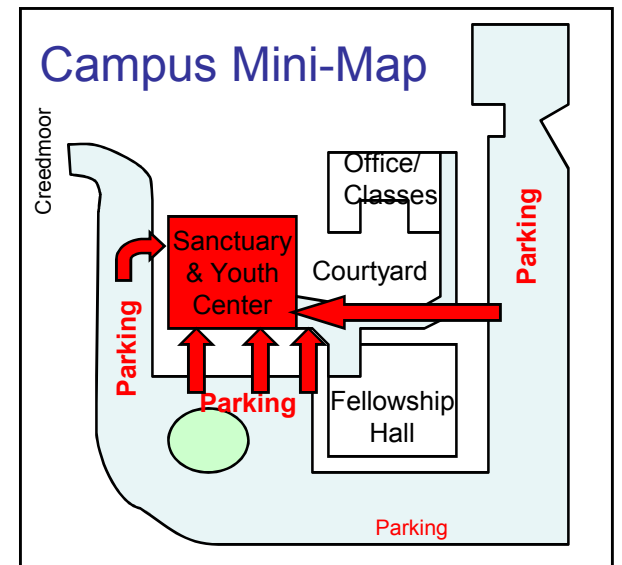 Campus Mini-Map
Creedmoor
Office/
Classes
Parking
Sanctuary
& Youth
Center
Courtyard
Parking
Parking
Fellowship
Hall
Parking